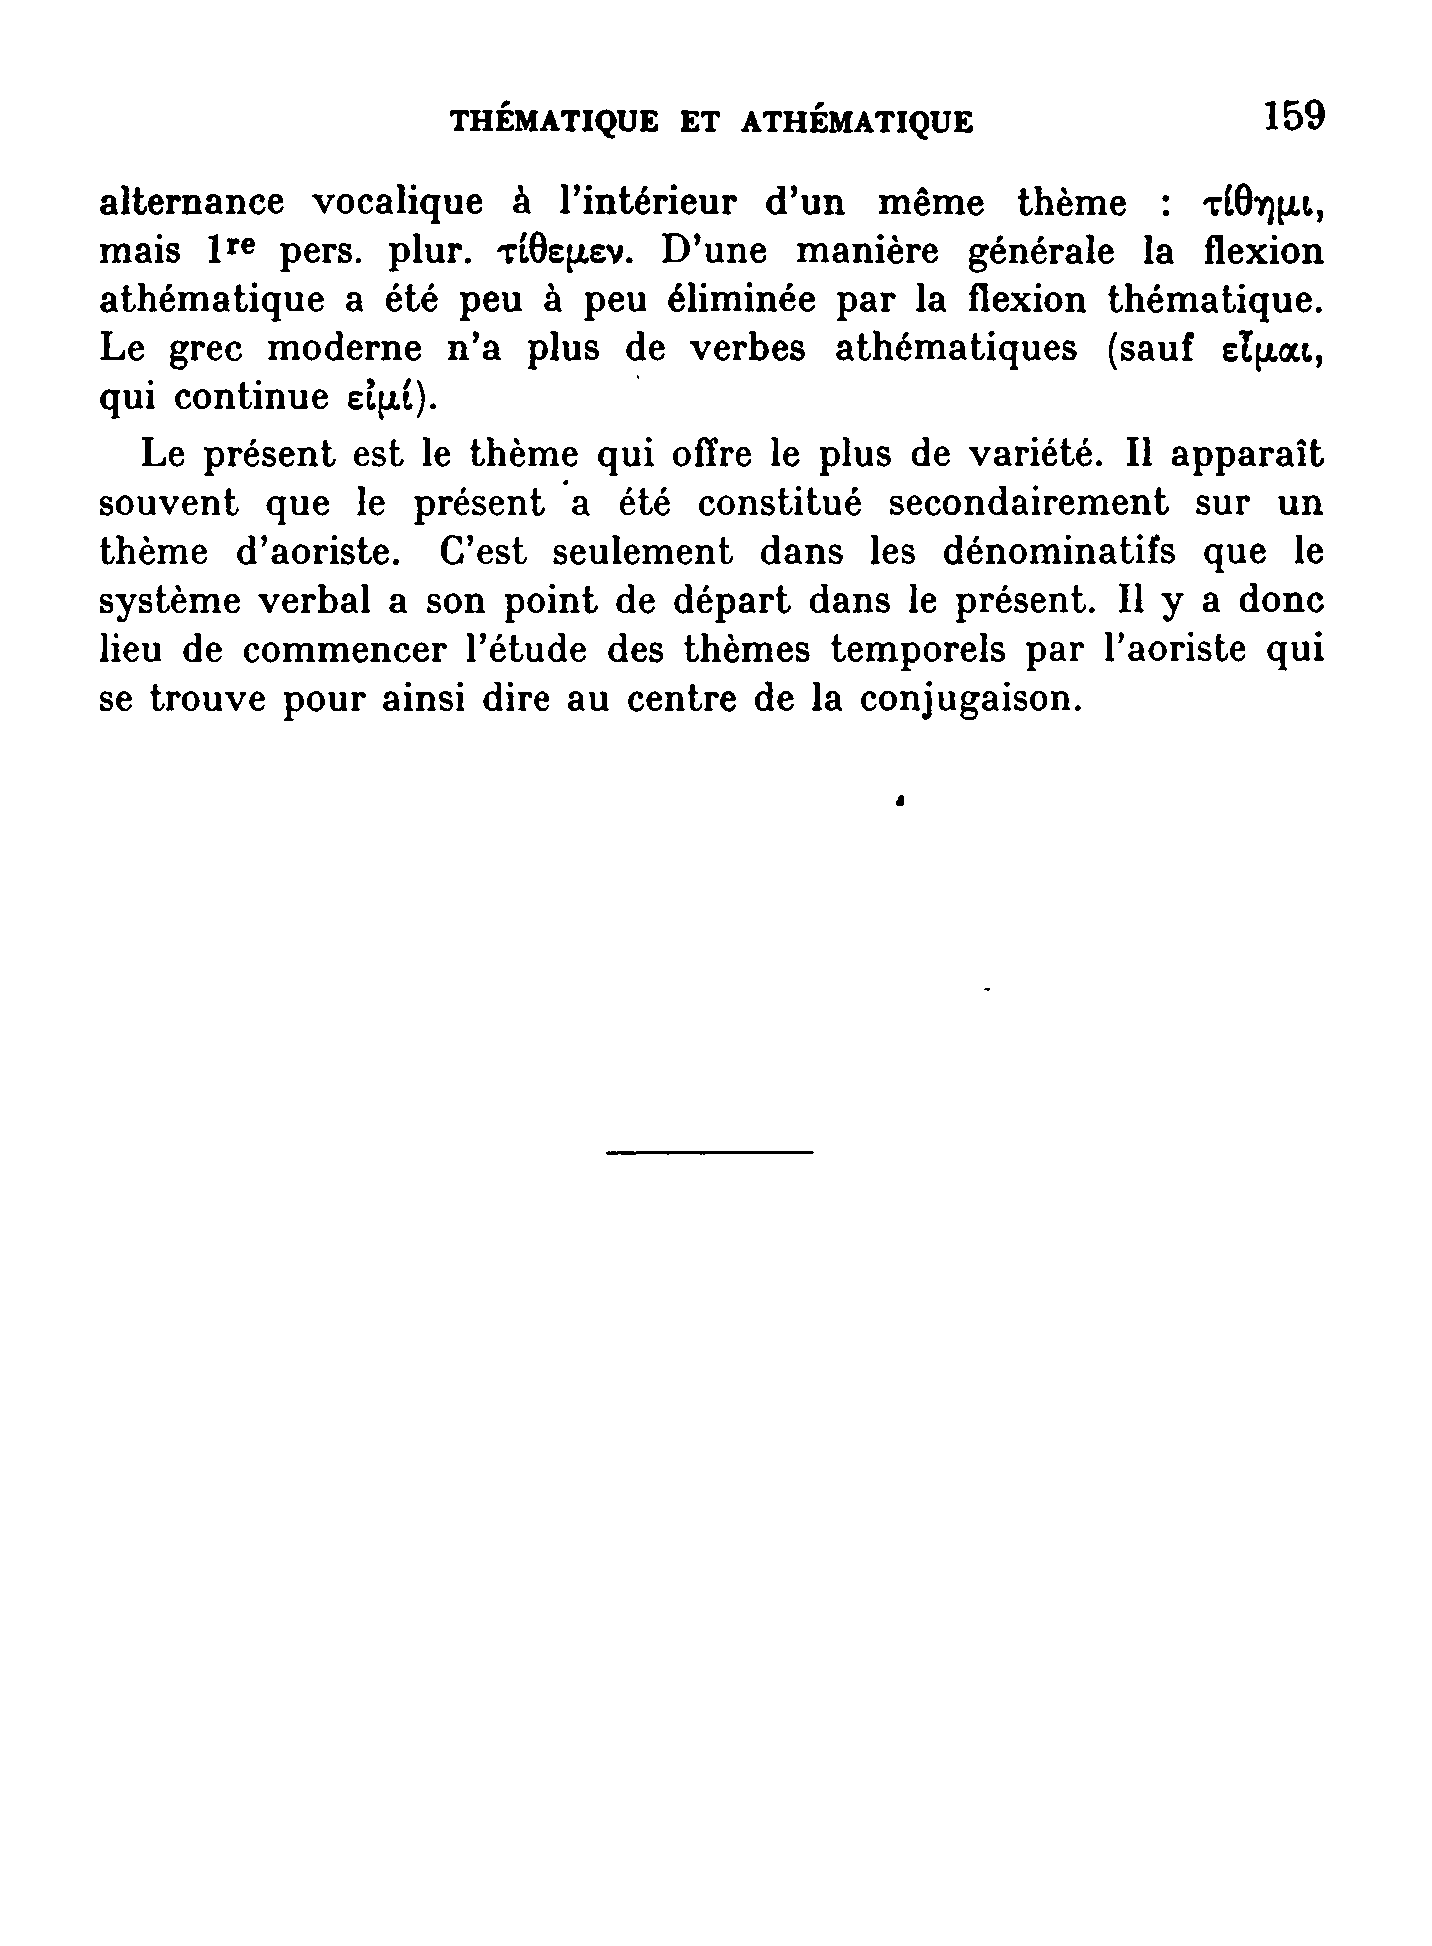 THÉMATIQUE ET ATHÉMATIQUE 159
alternance vocalique à l'intérieur d'un même thème : τίθημι,
mais 1re pers. plur. τίθεμεν. D'une manière générale la flexion
athématique a été peu à peu éliminée par la flexion thématique.
Le grec moderne n'a plus de verbes athématiques (sauf εἶμαι,
qui continue εἰμί).
Le présent est le thème qui offre le plus de variété. Il apparaît
souvent que le présent a été constitué secondairement sur un
thème d'aoriste. C'est seulement dans les dénominatifs que le
système verbal a son point de départ dans le présent. Il y a donc
lieu de commencer l'étude des thèmes temporels par l'aoriste qui
se trouve pour ainsi dire au centre de la conjugaison.